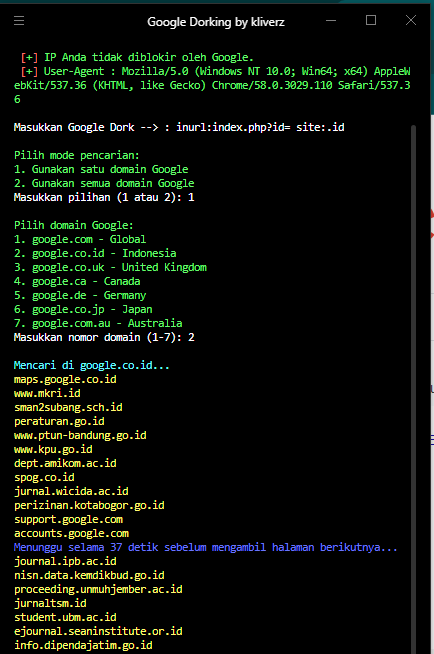 Google Dorking by kliverz
[+] IP Anda tidak diblokir oleh Google.
[+] User-Agent : Mozilla/5.0 (Windows NT 10.0; Win64; x64) AppleW
ebKit/537.36 (KHTML, like Gecko) Chrome/58.0.3029.110 Safari/537.3
6
Masukkan Google Dork --> : inurl:index.php?id= site:.id
Pilih mode pencarian:
1. Gunakan satu domain Google
2. Gunakan semua domain Google
Masukkan pilihan (1 atau 2): 1
Pilih domain Google:
1. google.com - Global
2. google.co.id - Indonesia
3. google.co.uk - United Kingdom
4. google.ca - Canada
5. google.de - Germany
6. google.co.jp - Japan
7. google.com.au - Australia
Masukkan nomor domain (1-7): 2
Mencari di google.co.id...
maps.google.co.id
www.mkri.id
sman2subang.sch.id
peraturan.go.id
www.ptun-bandung.go.id
www.kpu.go.id
dept.amikom.ac.id
spog.co.id
jurnal.wicida.ac.id
perizinan.kotabogor.go.id
support.google.com
accounts.google.com
Menunggu selama 37 detik sebelum mengambil halaman berikutnya...
journal.ipb.ac.id
nisn.data.kemdikbud.go.id
proceeding.unmuhjember.ac.id
jurnaltsm.id
student.ubm.ac.id
ejournal.seaninstitute.or.id
info.dipendajatim.go.id